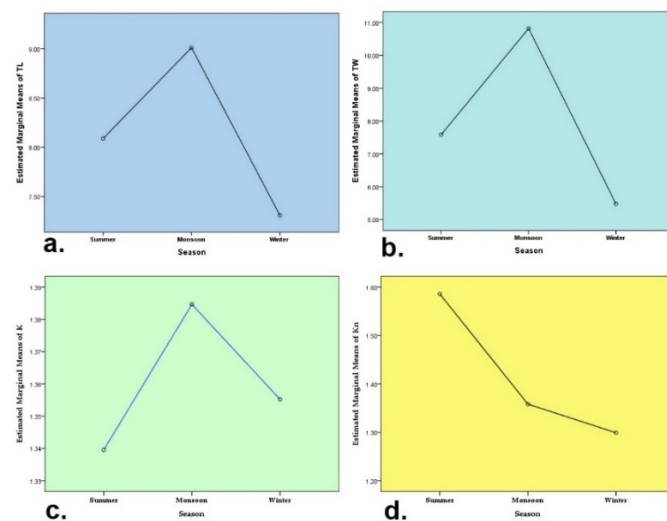 Estimated Marginal Means of TL
9.00
8.50
8.00
7.50
Summer Monsoon Winter
Season
a.
Estimated Marginal Means of TW
11.00
10.00
9.00
8.00
7.00
6.00
5.00
Summer Monsoon Winter
Season
b.
Estimated Marginal Means of K
1.39
1.38
1.37
1.36
1.35
1.34
1.33
Summer Monsoon Winter
Season
c.
Estimated Marginal Means of Kn
1.60
1.50
1.40
1.30
1.20
Summer Monsoon Winter
Season
d.